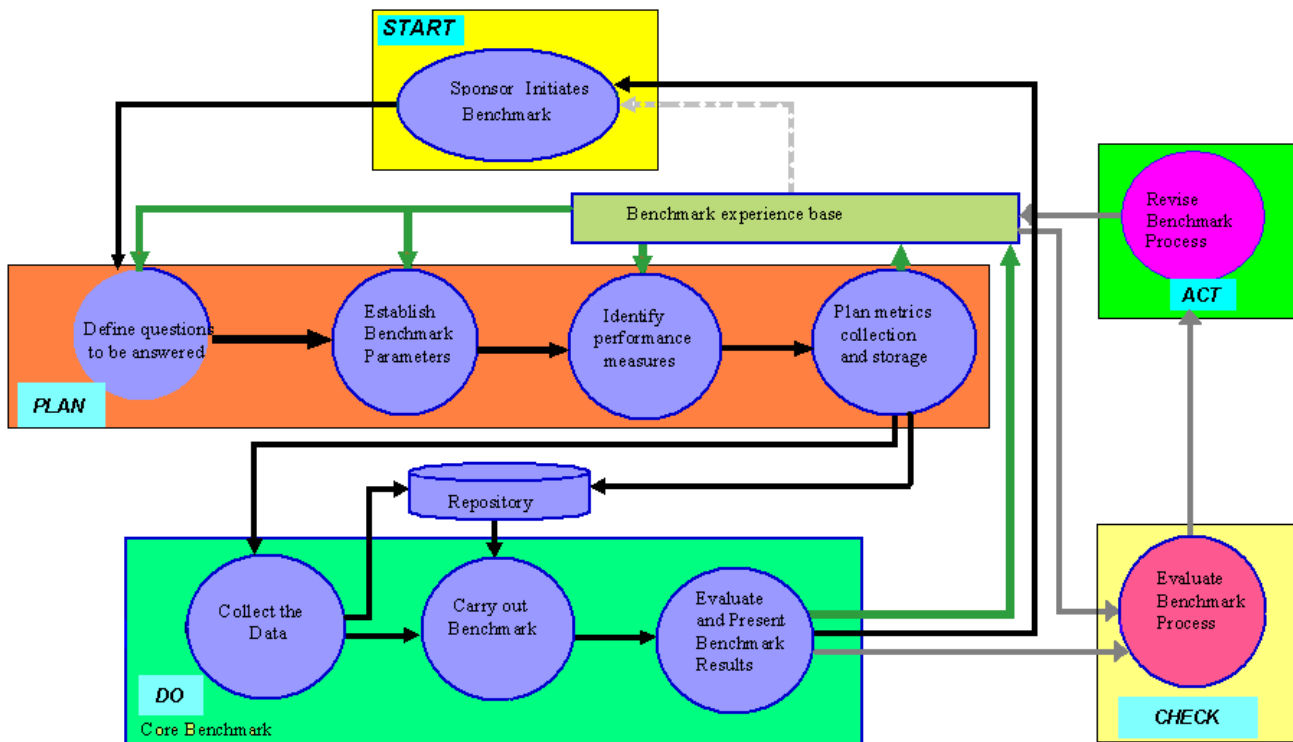 START
Sponsor Initiates
Benchmark
Benchmark experience base
Revise
Benchmark
Process
ACT
Define questions
to be answered
Establish
Benchmark
Parameters
Identify
performance
measures
Plan metrics
collection
and storage
PLAN
Repository
Collect the
Data
Carry out
Benchmark
Evaluate
and Present
Benchmark
Results
DO
Core Benchmark
Evaluate
Benchmark
Process
CHECK